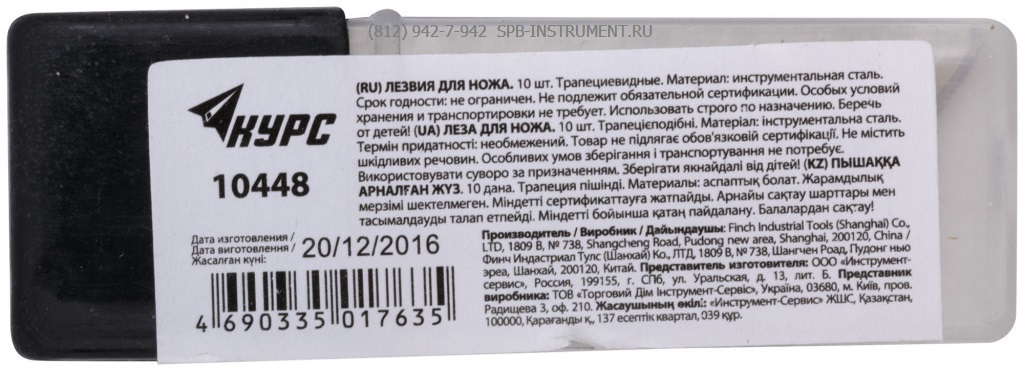 (812) 942-7-942 SPB-INSTRUMENT.RU
КУРС
10448
(RU) ЛЕЗВИЯ ДЛЯ НОЖА. 10 шт. Трапециевидные. Материал: инструментальная сталь.
Срок годности: не ограничен. Не подлежит обязательной сертификации. Особых условий
хранения и транспортировки не требует. Использовать строго по назначению. Беречь
от детей! (UA) ЛЕЗА ДЛЯ НОЖА. 10 шт. Трапецієподібні. Матеріал: інструментальна сталь.
Термін придатності: необмежений. Товар не підлягає обов'язковій сертифікації. Не містить
шкідливих речовин. Особливих умов зберігання і транспортування не потребує.
Використовувати суворо за призначенням. Зберігати якнайдалі від дітей! (KZ) ПЫШАҚҚА
АРНАЛҒАН ЖҮЗ. 10 дана. Трапеция пішінді. Материалы: аспаптық болат. Жарамдылық
мерзімі шектелмеген. Міндетті сертификаттауға жатпайды. Арнайы сақтау шарттары мен
тасымалдауды талап етпейді. Міндетті бойынша қатаң пайдалану. Балалардан сақтау!
Дата изготовления /
Дата виготовлення /
Жасалған күні:
20/12/2016
4 690335 017635
Производитель / Виробник / Дайындаушы: Finch Industrial Tools (Shanghai) Co.,
LTD, 1809 B, № 738, Shangcheng Road, Pudong new area, Shanghai, 200120, China /
Финч Индастриал Тулс (Шанхай) Ко., ЛТД, 1809 B, № 738, Шангчен Роад, Пудонг нью
эреа, Шанхай, 200120, Китай. Представитель изготовителя: ООО «Инструмент-
сервис», Россия, 199155, г. СПб, ул. Уральская, д. 13, лит. Б. Представник
виробника: ТОВ «Торговий Дім Інструмент-Сервіс», Україна, 03680, м. Київ, пров.
Радищева 3, оф. 210. Жасаушының өкілі: «Инструмент-Сервис» ЖШС, Қазақстан,
100000, Қарағанды қ., 137 есептік квартал, 039 құр.